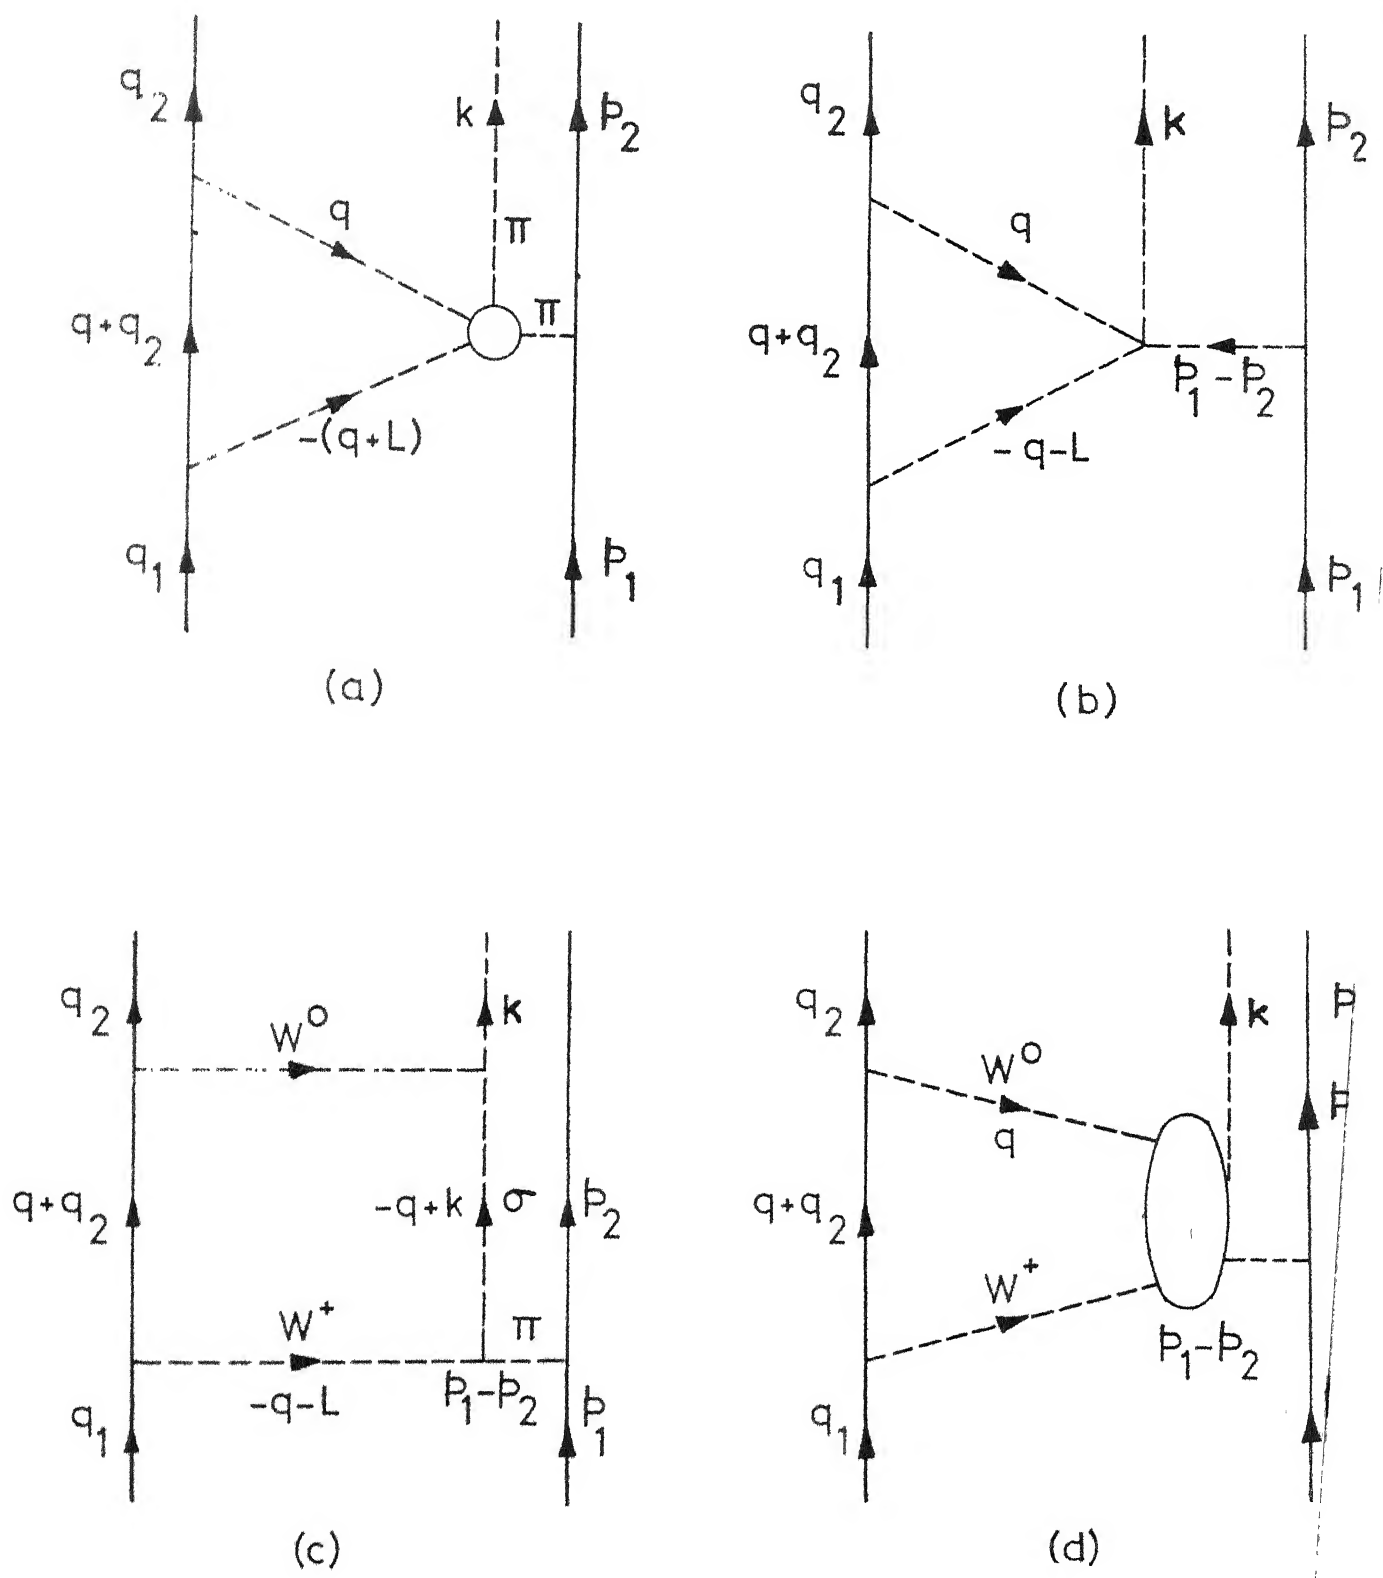 q2
k
p2
q
π
q+q2
π
-(q+L)
q1
p1
(a)
q2
k
p2
q
q+q2
p1-p2
-q-L
q1
p1
(b)
q2
W0
k
q+q2
-q+k
σ
p2
W+
π
-q-L
p1-p2
q1
p1
(c)
q2
W0
k
p
q
p
q+q2
W+
p1-p2
q1
(d)